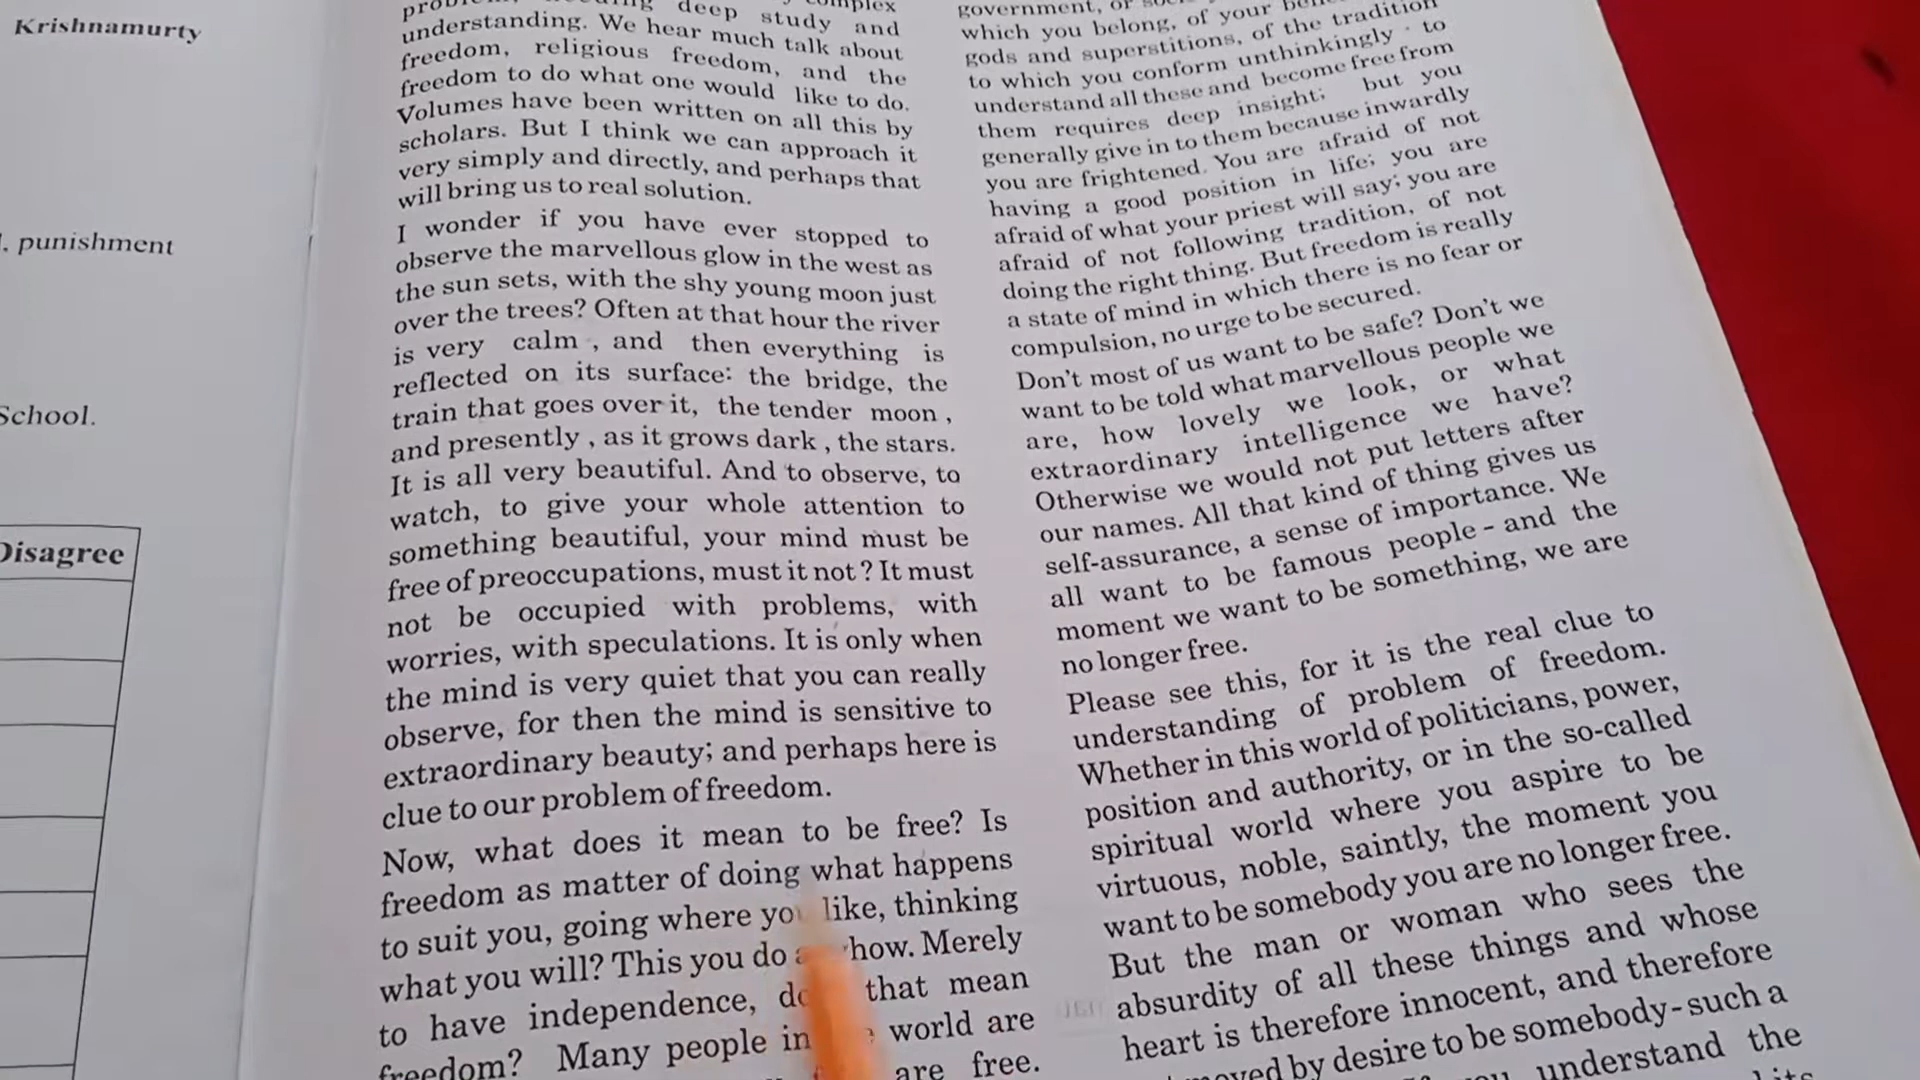 Krishnamurty
punishment
School.
Disagree
deep study and
understanding. We hear much talk about
freedom, religious freedom, and the
freedom to do what one would like to do.
Volumes have been written on all this by
scholars. But I think we can approach it
very simply and directly, and perhaps that
will bring us to real solution.
I wonder if you have ever stopped to
observe the marvellous glow in the west as
the sun sets, with the shy young moon just
over the trees? Often at that hour the river
is very calm , and then everything is
reflected on its surface: the bridge, the
train that goes over it, the tender moon ,
and presently , as it grows dark , the stars.
It is all very beautiful. And to observe, to
watch, to give your whole attention to
something beautiful, your mind must be
free of preoccupations, must it not ? It must
not be occupied with problems, with
worries, with speculations. It is only when
the mind is very quiet that you can really
observe, for then the mind is sensitive to
extraordinary beauty; and perhaps here is
clue to our problem of freedom.
Now, what does it mean to be free? Is
freedom as matter of doing what happens
to suit you, going where you like, thinking
what you will? This you do how. Merely
to have independence, that mean
freedom? Many people in world are
are free.
government, or
which you belong, of your
gods and superstitions, of the tradition
to which you conform unthinkingly - to
understand all these and become free from
them requires deep insight; but you
generally give in to them because inwardly
you are frightened. You are afraid of not
having a good position in life; you are
afraid of what your priest will say; you are
afraid of not following tradition, of not
doing the right thing. But freedom is really
a state of mind in which there is no fear or
compulsion, no urge to be secured.
Don't most of us want to be safe? Don't we
want to be told what marvellous people we
are, how lovely we look, or what
extraordinary intelligence we have?
Otherwise we would not put letters after
our names. All that kind of thing gives us
self-assurance, a sense of importance. We
all want to be famous people - and the
moment we want to be something, we are
no longer free.
Please see this, for it is the real clue to
understanding of problem of freedom.
Whether in this world of politicians, power,
position and authority, or in the so-called
spiritual world where you aspire to be
virtuous, noble, saintly, the moment you
want to be somebody you are no longer free.
But the man or woman who sees the
absurdity of all these things and whose
heart is therefore innocent, and therefore
by desire to be somebody - such a
understand the